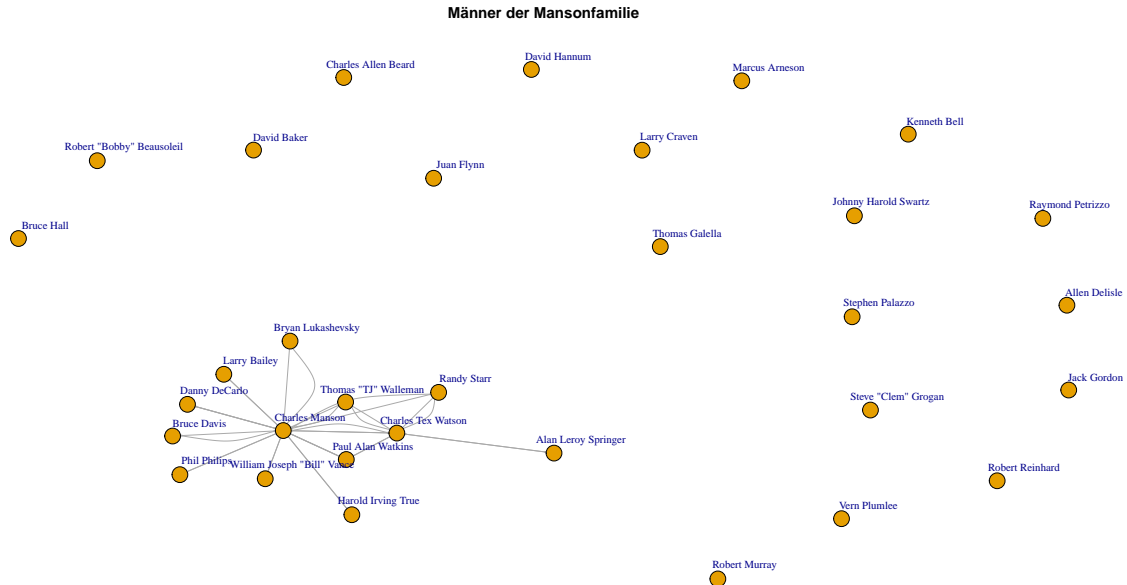 Männer der Mansonfamilie
David Hannum
Charles Allen Beard
Marcus Arneson
Kenneth Bell
David Baker
Larry Craven
Robert "Bobby" Beausoleil
Juan Flynn
Johnny Harold Swartz
Raymond Petrizzo
Bruce Hall
Thomas Galella
Allen Delisle
Stephen Palazzo
Bryan Lukashevsky
Larry Bailey
Randy Starr
Jack Gordon
Danny DeCarlo
Thomas "TJ" Walleman
Steve "Clem" Grogan
Charles Manson
Charles Tex Watson
Bruce Davis
Alan Leroy Springer
Paul Alan Watkins
Phil Philips
William Joseph "Bill" Vance
Robert Reinhard
Harold Irving True
Vern Plumlee
Robert Murray